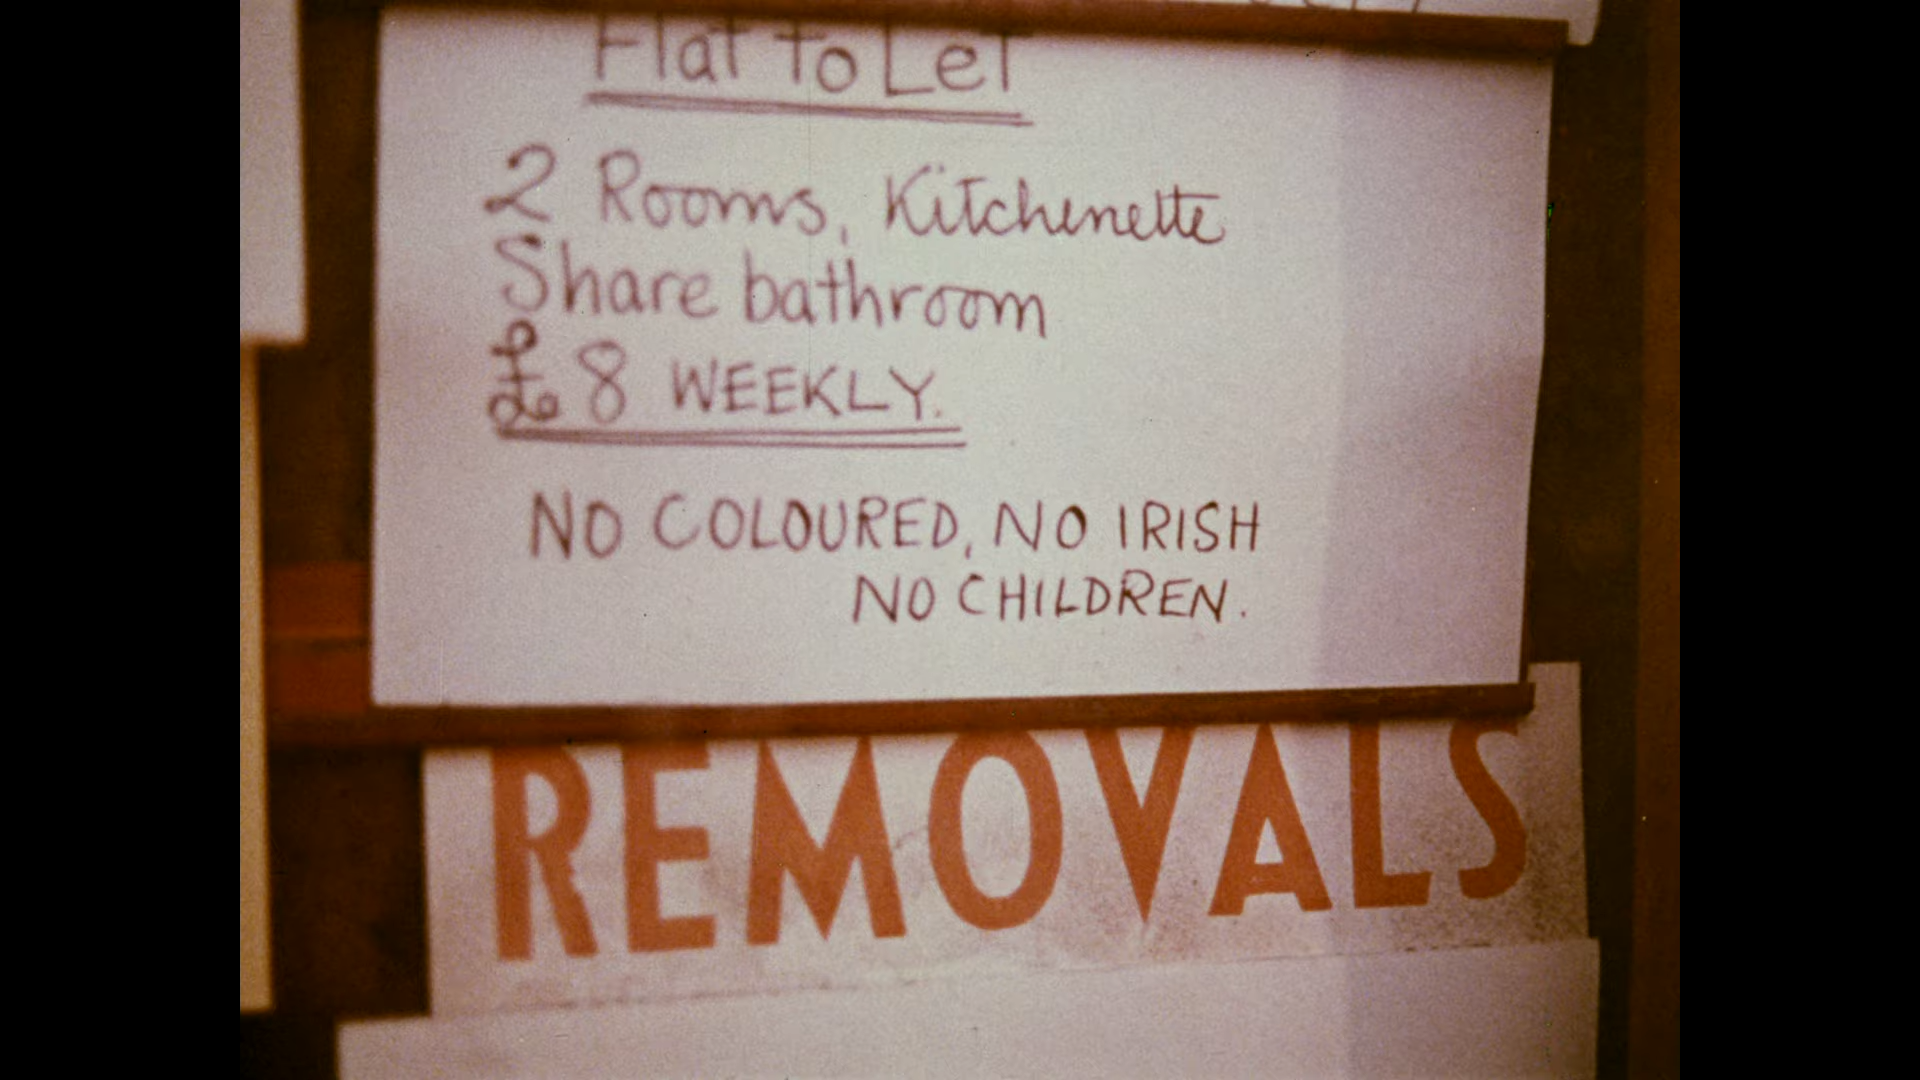 Flat To Let
2 Rooms, Kitchenette
Share bathroom
£8 WEEKLY.
NO COLOURED, NO IRISH
NO CHILDREN.
REMOVALS